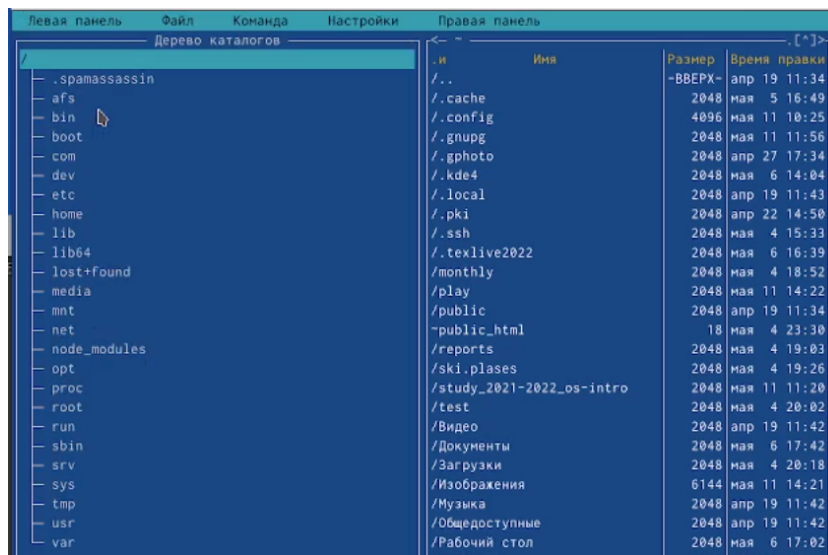 Левая панель Файл Команда Настройки Правая панель
Дерево каталогов
/
.spamassassin
afs
bin
boot
com
dev
etc
home
lib
lib64
lost+found
media
mnt
net
node_modules
opt
proc
root
run
sbin
srv
sys
tmp
usr
var
<— ~ .[^]>
.и Имя Размер Время правки
/.. -ВВЕРХ- апр 19 11:34
/.cache 2048 мая 5 16:49
/.config 4096 мая 11 10:25
/.gnupg 2048 мая 11 11:56
/.gphoto 2048 апр 27 17:34
/.kde4 2048 мая 6 14:04
/.local 2048 апр 19 11:43
/.pki 2048 апр 22 14:50
/.ssh 2048 мая 4 15:33
/.texlive2022 2048 мая 6 16:39
/monthly 2048 мая 4 18:52
/play 2048 мая 11 14:22
/public 2048 апр 19 11:34
~public_html 18 мая 4 23:30
/reports 2048 мая 4 19:03
/ski.plases 2048 мая 4 19:26
/study_2021-2022_os-intro 2048 мая 11 11:20
/test 2048 мая 4 20:02
/Видео 2048 апр 19 11:42
/Документы 2048 мая 6 17:42
/Загрузки 2048 мая 4 20:18
/Изображения 6144 мая 11 14:21
/Музыка 2048 апр 19 11:42
/Общедоступные 2048 апр 19 11:42
/Рабочий стол 2048 мая 6 17:02